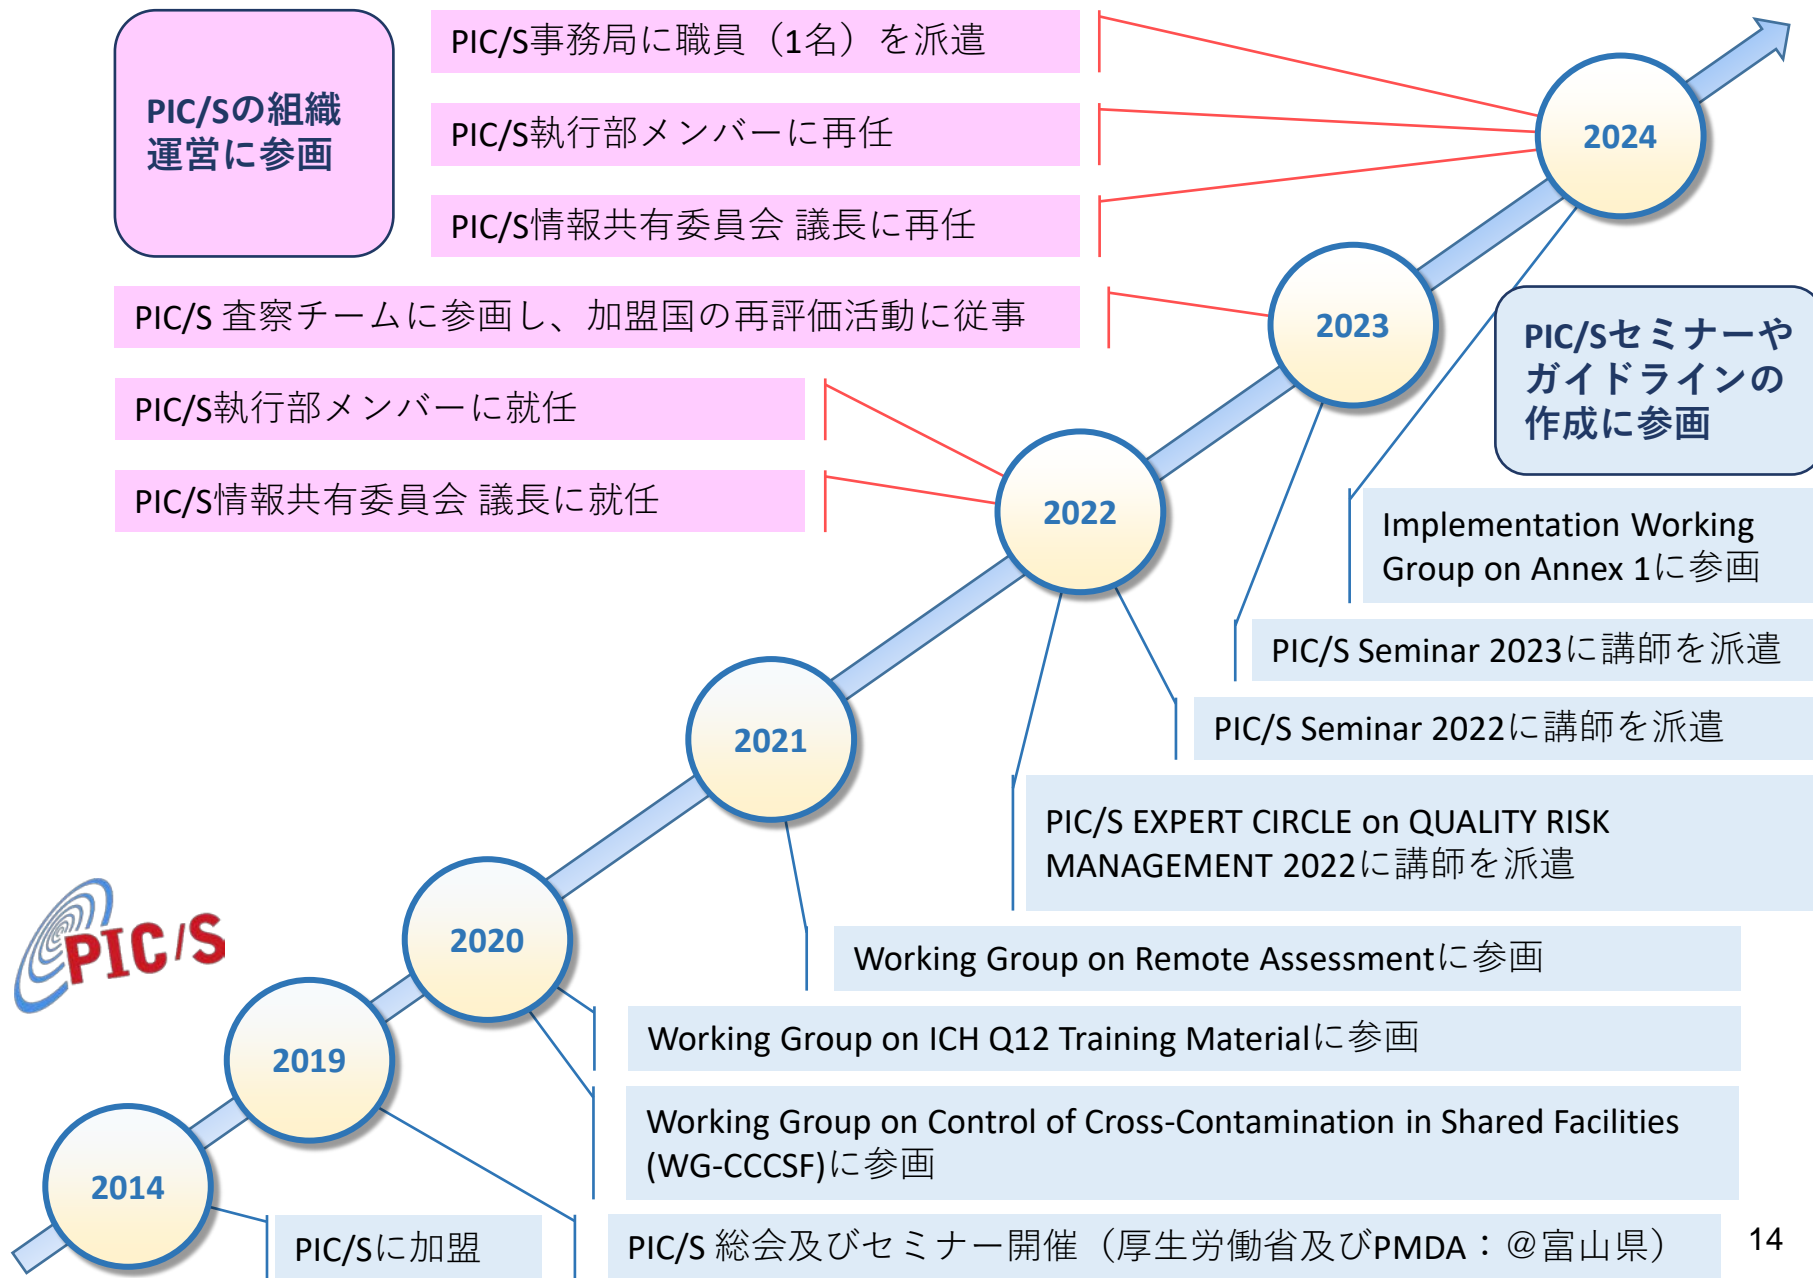 PIC/Sの組織
運営に参画
PIC/S事務局に職員（1名）を派遣
PIC/S執行部メンバーに再任
PIC/S情報共有委員会 議長に再任
2024
PIC/S 査察チームに参画し、加盟国の再評価活動に従事
2023
PIC/Sセミナーや
ガイドラインの
作成に参画
PIC/S執行部メンバーに就任
PIC/S情報共有委員会 議長に就任
2022
Implementation Working
Group on Annex 1に参画
PIC/S Seminar 2023に講師を派遣
PIC/S Seminar 2022に講師を派遣
2021
PIC/S EXPERT CIRCLE on QUALITY RISK
MANAGEMENT 2022に講師を派遣
PIC/S
2020
Working Group on Remote Assessmentに参画
Working Group on ICH Q12 Training Materialに参画
2019
Working Group on Control of Cross-Contamination in Shared Facilities
(WG-CCCSF)に参画
2014
PIC/Sに加盟
PIC/S 総会及びセミナー開催（厚生労働省及びPMDA：＠富山県）
14